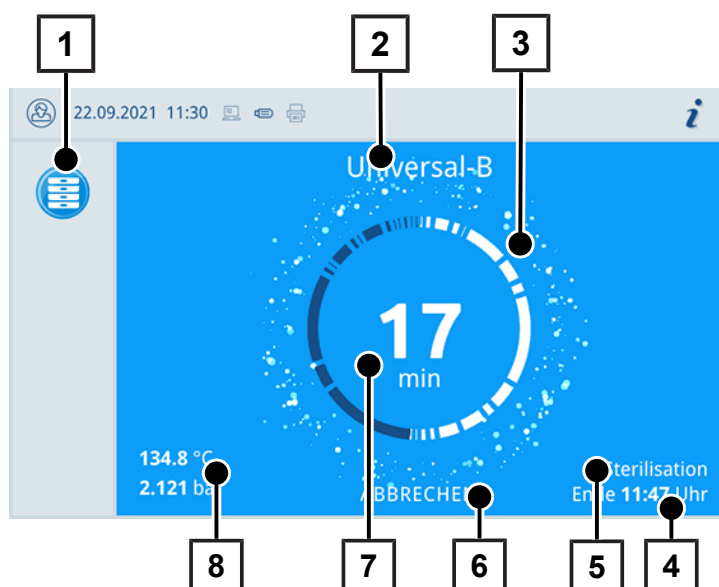 1
2
3
22.09.2021 11:30
i
Universal-B
17
min
134.8 °C
2.121 bar
ABBRECHEN
Sterilisation
Ende 11:47 Uhr
8
7
6
5
4